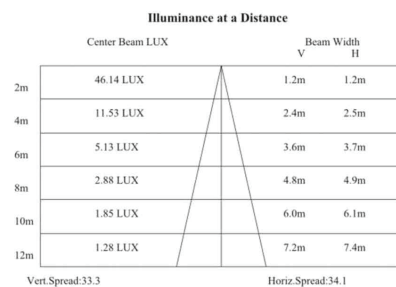 Illuminance at a Distance
Center Beam LUX Beam Width
V H
2m 46.14 LUX 1.2m 1.2m
4m 11.53 LUX 2.4m 2.5m
6m 5.13 LUX 3.6m 3.7m
8m 2.88 LUX 4.8m 4.9m
10m 1.85 LUX 6.0m 6.1m
12m 1.28 LUX 7.2m 7.4m
Vert.Spread:33.3 Horiz.Spread:34.1